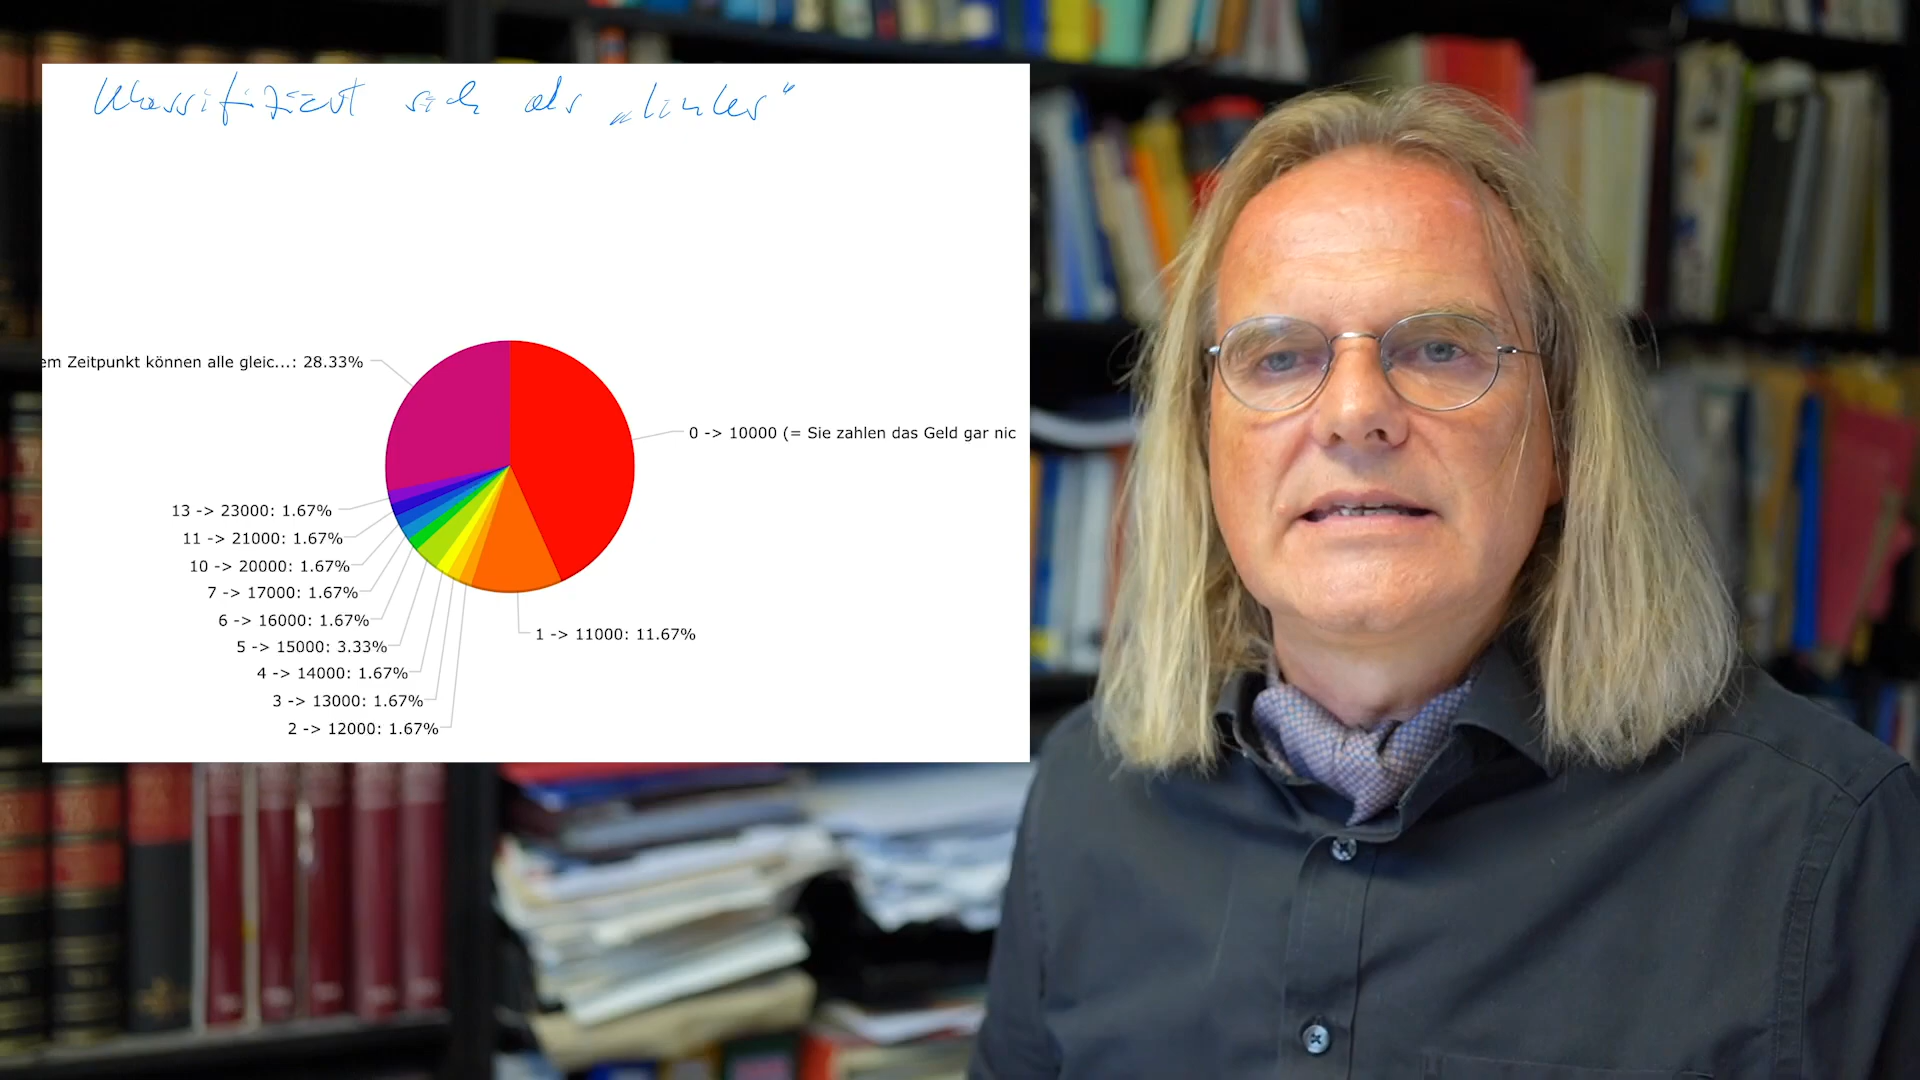 Klassifiziert sich als „links“
em Zeitpunkt können alle gleic...: 28.33%
0 -> 10000 (= Sie zahlen das Geld gar nic
13 -> 23000: 1.67%
11 -> 21000: 1.67%
10 -> 20000: 1.67%
7 -> 17000: 1.67%
6 -> 16000: 1.67%
5 -> 15000: 3.33%
4 -> 14000: 1.67%
3 -> 13000: 1.67%
2 -> 12000: 1.67%
1 -> 11000: 11.67%